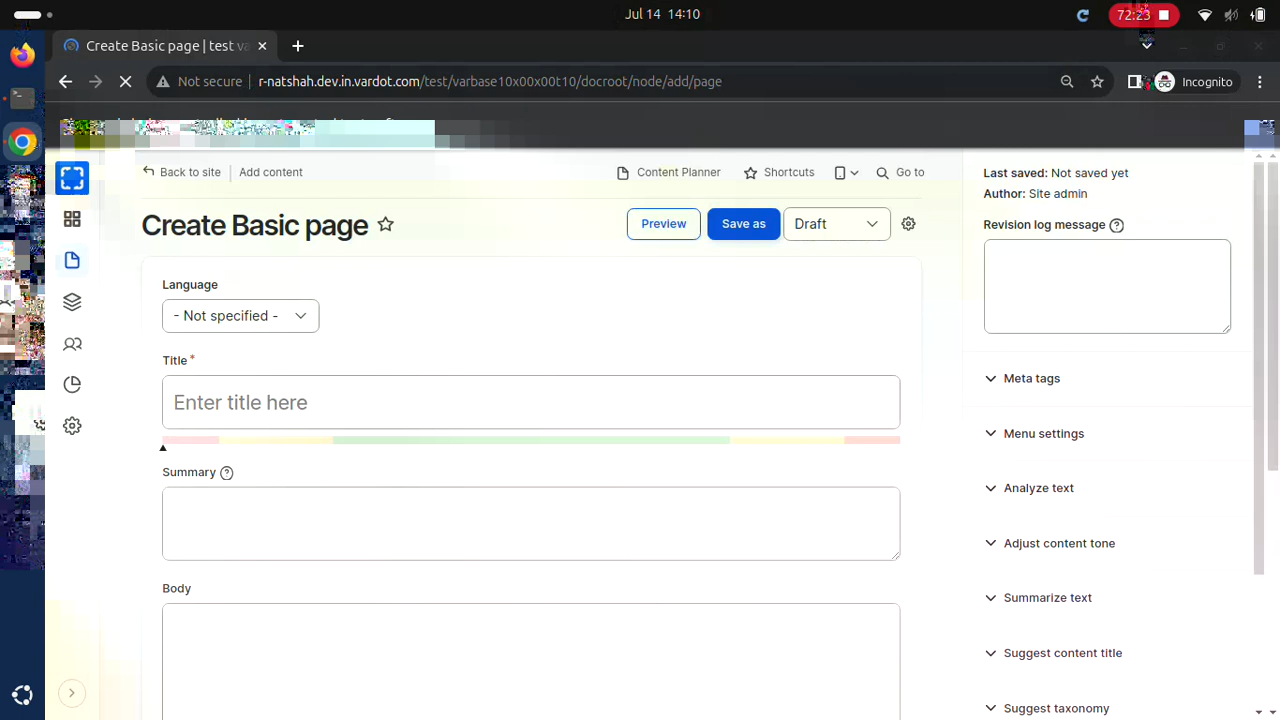 Jul 14 14:10
72:23
Create Basic page | test va
Not secure
r-natshah.dev.in.vardot.com/test/varbase10x00x00t10/docroot/node/add/page
Incognito
Back to site
Add content
Content Planner
Shortcuts
Go to
Create Basic page
Preview
Save as
Draft
Last saved: Not saved yet
Author: Site admin
Revision log message
Language
- Not specified -
Title*
Enter title here
Summary
Body
Meta tags
Menu settings
Analyze text
Adjust content tone
Summarize text
Suggest content title
Suggest taxonomy